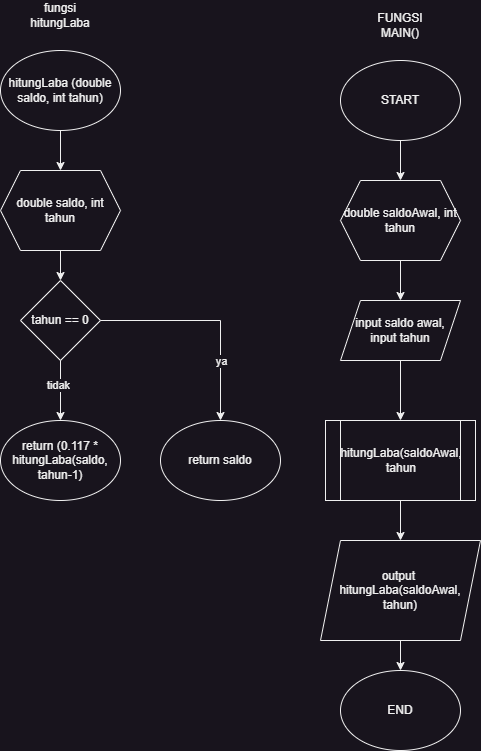 fungsi
hitungLaba
hitungLaba (double
saldo, int tahun)
double saldo, int
tahun
tahun == 0
ya
tidak
return (0.117 *
hitungLaba(saldo,
tahun-1)
return saldo
FUNGSI
MAIN()
START
double saldoAwal, int
tahun
input saldo awal,
input tahun
hitungLaba(saldoAwal,
tahun
output
hitungLaba(saldoAwal,
tahun)
END